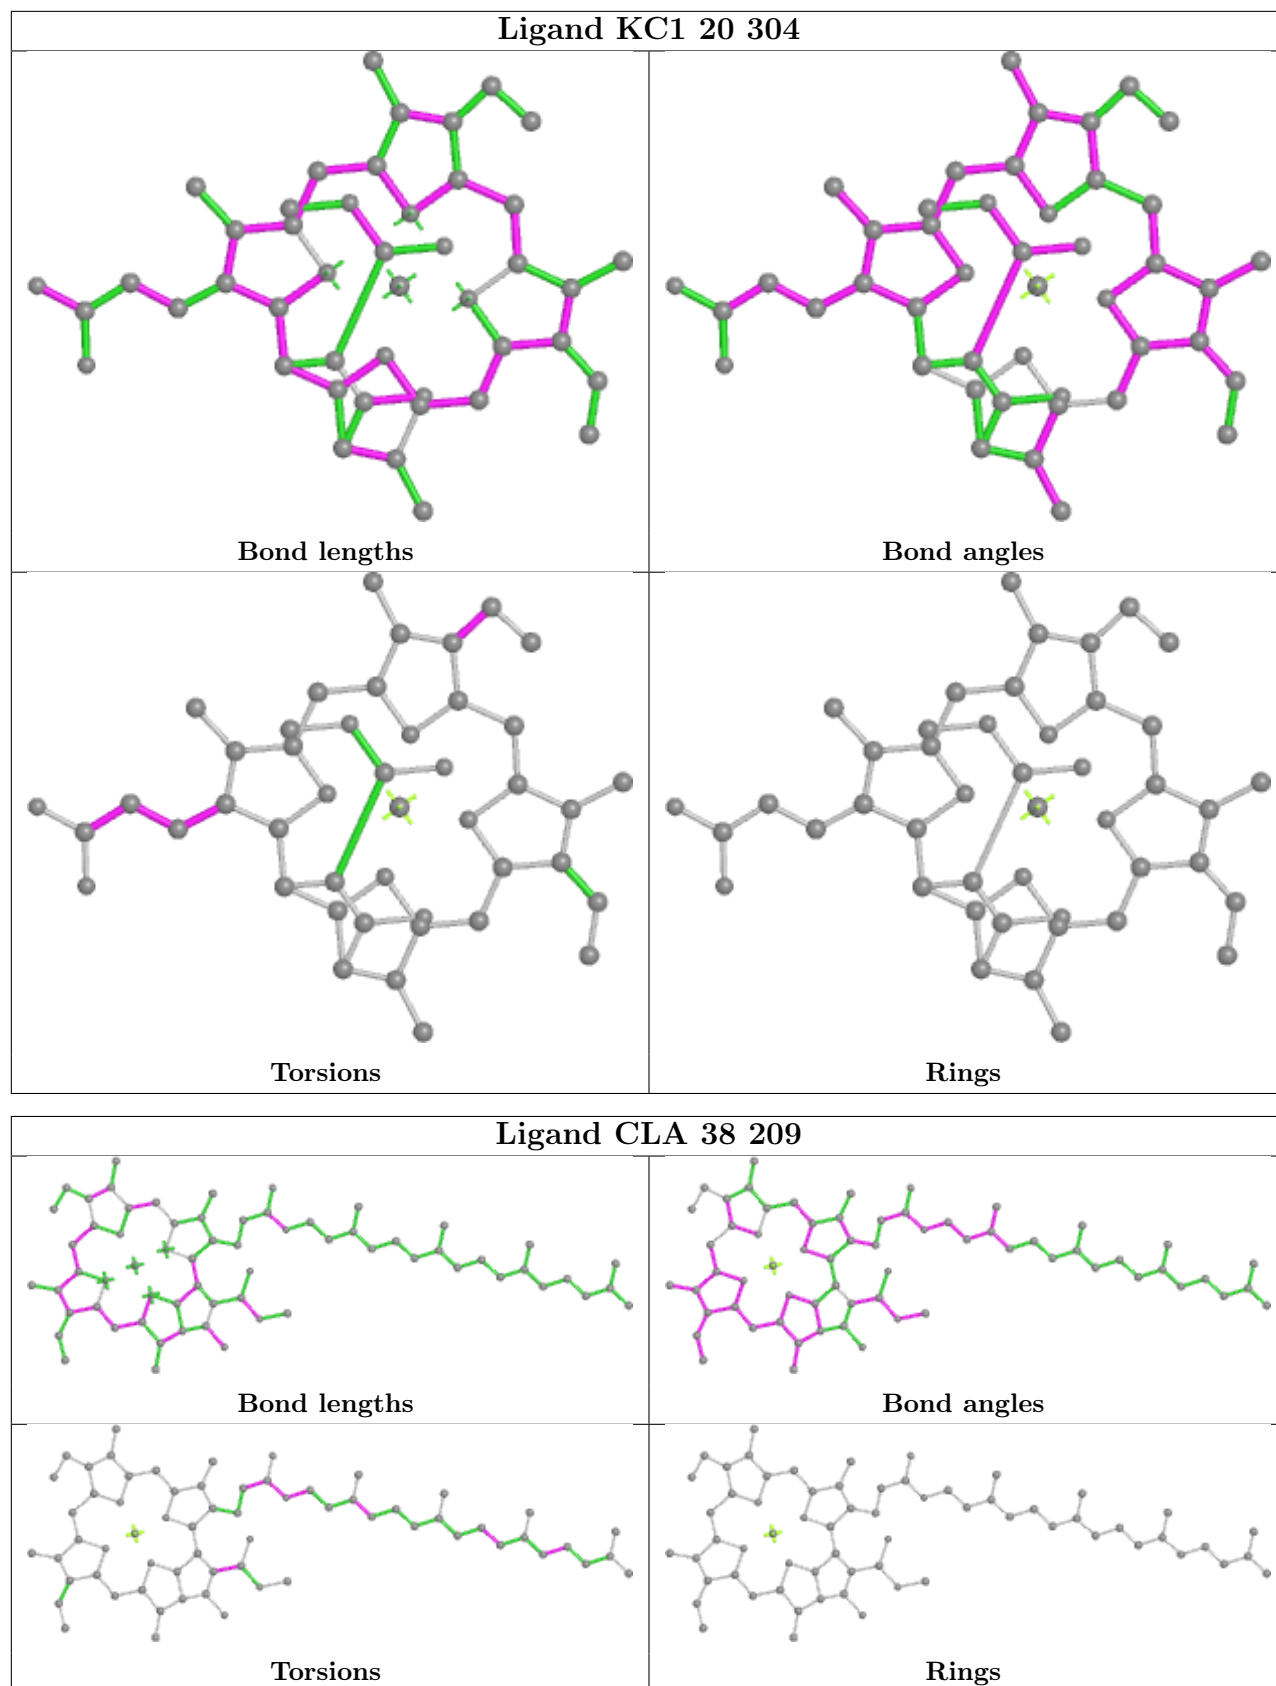 Ligand KC1 20 304
Bond lengths
Bond angles
Torsions
Rings
Ligand CLA 38 209
Bond lengths
Bond angles
Torsions
Rings